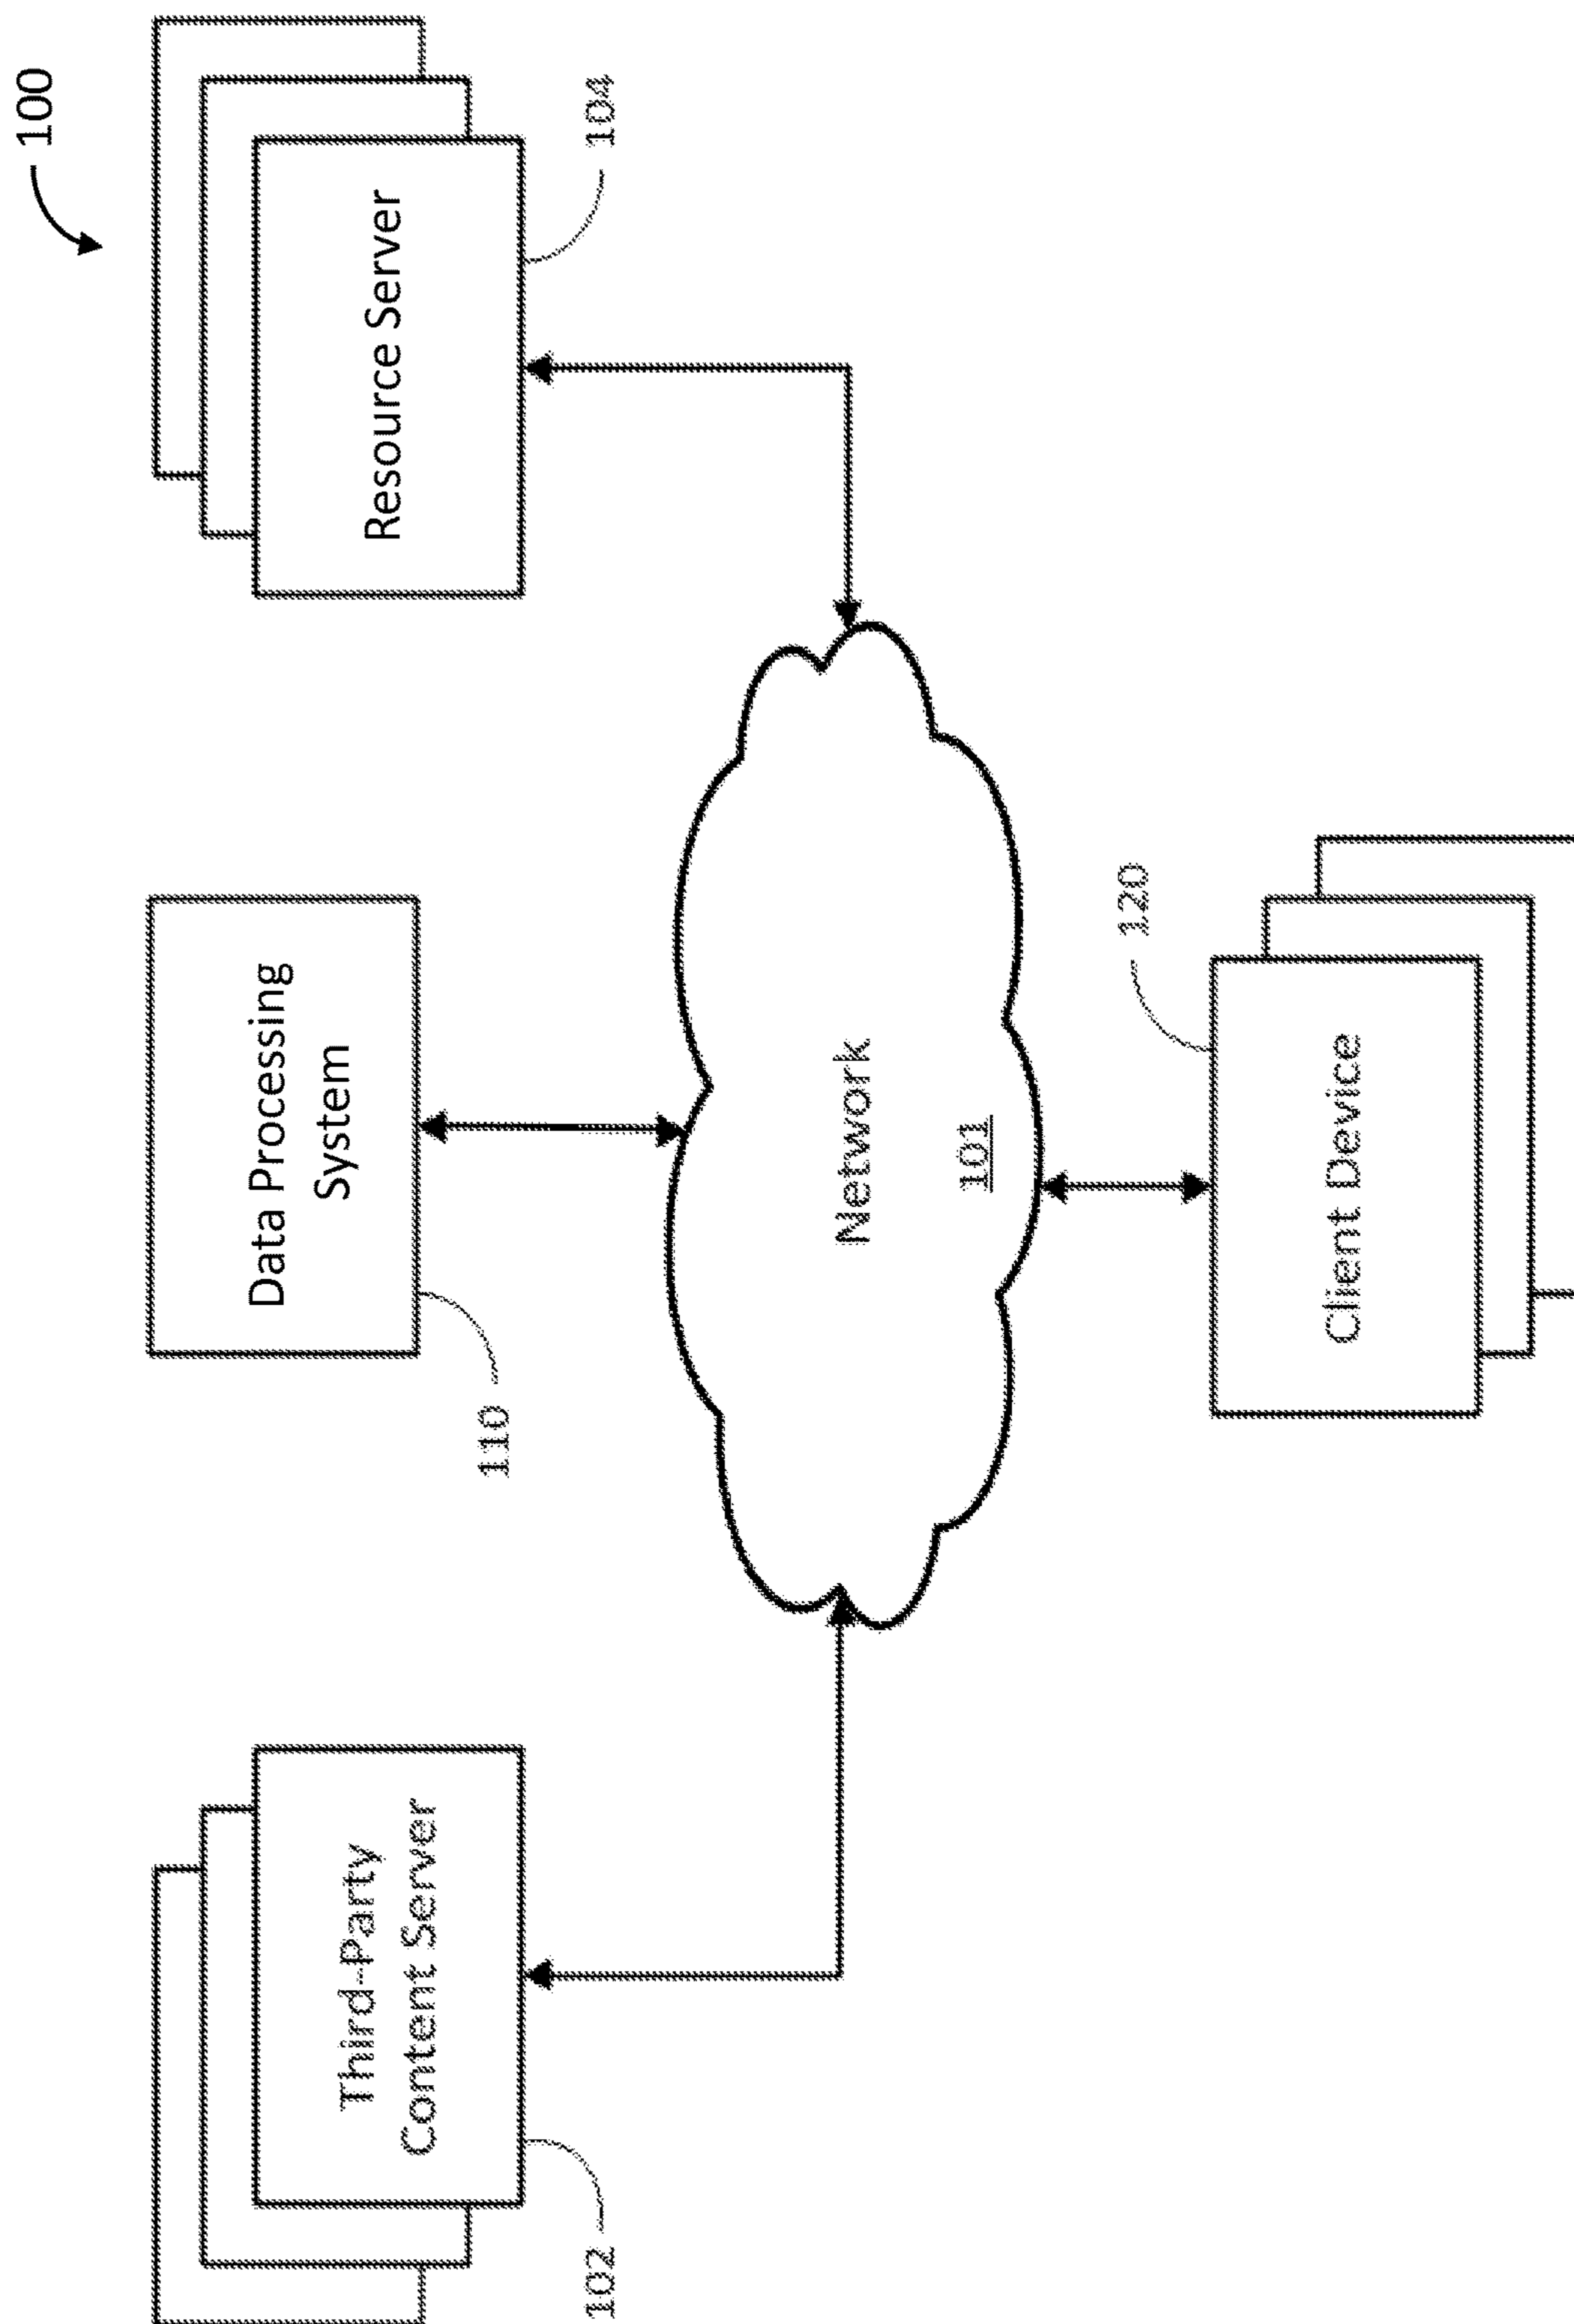 100
Third-Party
Content Server
102
Data Processing
System
110
Resource Server
104
Network
101
120
Client Device